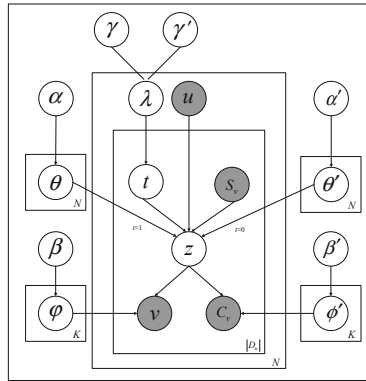 γ γ′
α λ u α′
θ t S_v θ′
N N
t=1 t=0
β z β′
φ v C_v ϕ′
K |D_u| K
N